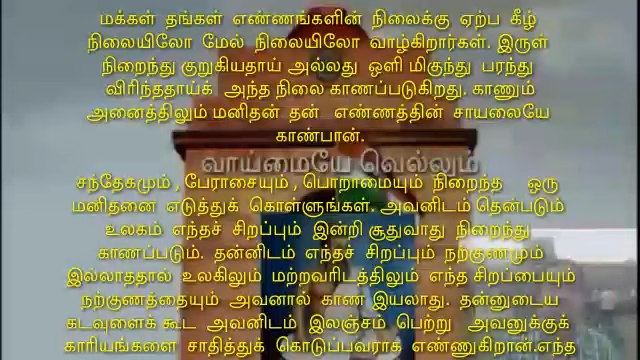 மக்கள் தங்கள் எண்ணங்களின் நிலைக்கு ஏற்ப கீழ்
நிலையிலோ மேல் நிலையிலோ வாழ்கிறார்கள். இருள்
நிறைந்து குறுகியதாய் அல்லது ஒளி மிகுந்து பரந்து
விரிந்ததாய்க் அந்த நிலை காணப்படுகிறது. காணும்
அனைத்திலும் மனிதன் தன் எண்ணத்தின் சாயலையே
காண்பான்.
வாய்மையே வெல்லும்
சந்தேகமும் , பேராசையும் , பொறாமையும் நிறைந்த ஒரு
மனிதனை எடுத்துக் கொள்ளுங்கள். அவனிடம் தென்படும்
உலகம் எந்தச் சிறப்பும் இன்றி சூதுவாது நிறைந்து
காணப்படும். தன்னிடம் எந்தச் சிறப்பும் நற்குணமும்
இல்லாததால் உலகிலும் மற்றவரிடத்திலும் எந்த சிறப்பையும்
நற்குணத்தையும் அவனால் காண இயலாது. தன்னுடைய
கடவுளைக் கூட அவனிடம் இலஞ்சம் பெற்று அவனுக்குக்
காரியங்களை சாதித்துக் கொடுப்பவராக எண்ணுகிறான்.எந்த